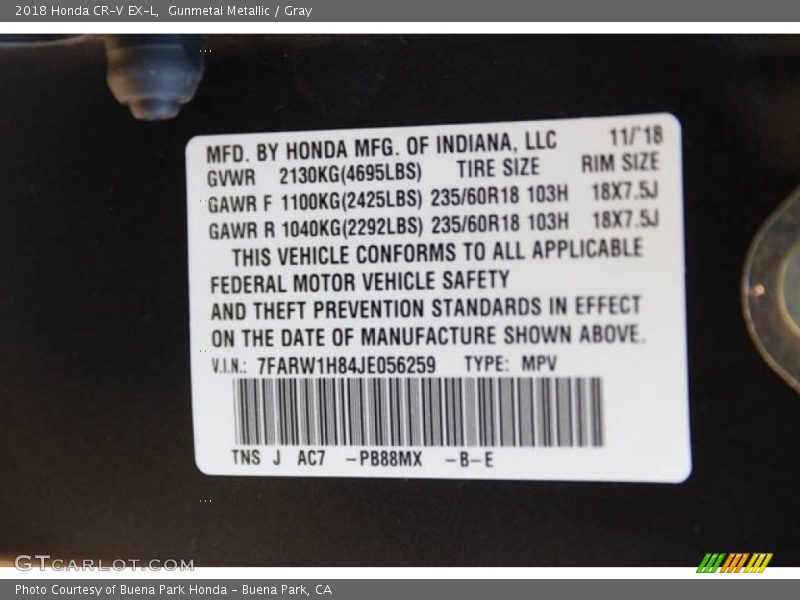 2018 Honda CR-V EX-L, Gunmetal Metallic / Gray
MFD. BY HONDA MFG. OF INDIANA, LLC 11/'18
GVWR 2130KG(4695LBS) TIRE SIZE RIM SIZE
GAWR F 1100KG(2425LBS) 235/60R18 103H 18X7.5J
GAWR R 1040KG(2292LBS) 235/60R18 103H 18X7.5J
THIS VEHICLE CONFORMS TO ALL APPLICABLE
FEDERAL MOTOR VEHICLE SAFETY
AND THEFT PREVENTION STANDARDS IN EFFECT
ON THE DATE OF MANUFACTURE SHOWN ABOVE.
V.I.N.: 7FARW1H84JE056259 TYPE: MPV
TNS J AC7 -PB88MX -B-E
GTCARLOT.COM
Photo Courtesy of Buena Park Honda - Buena Park, CA